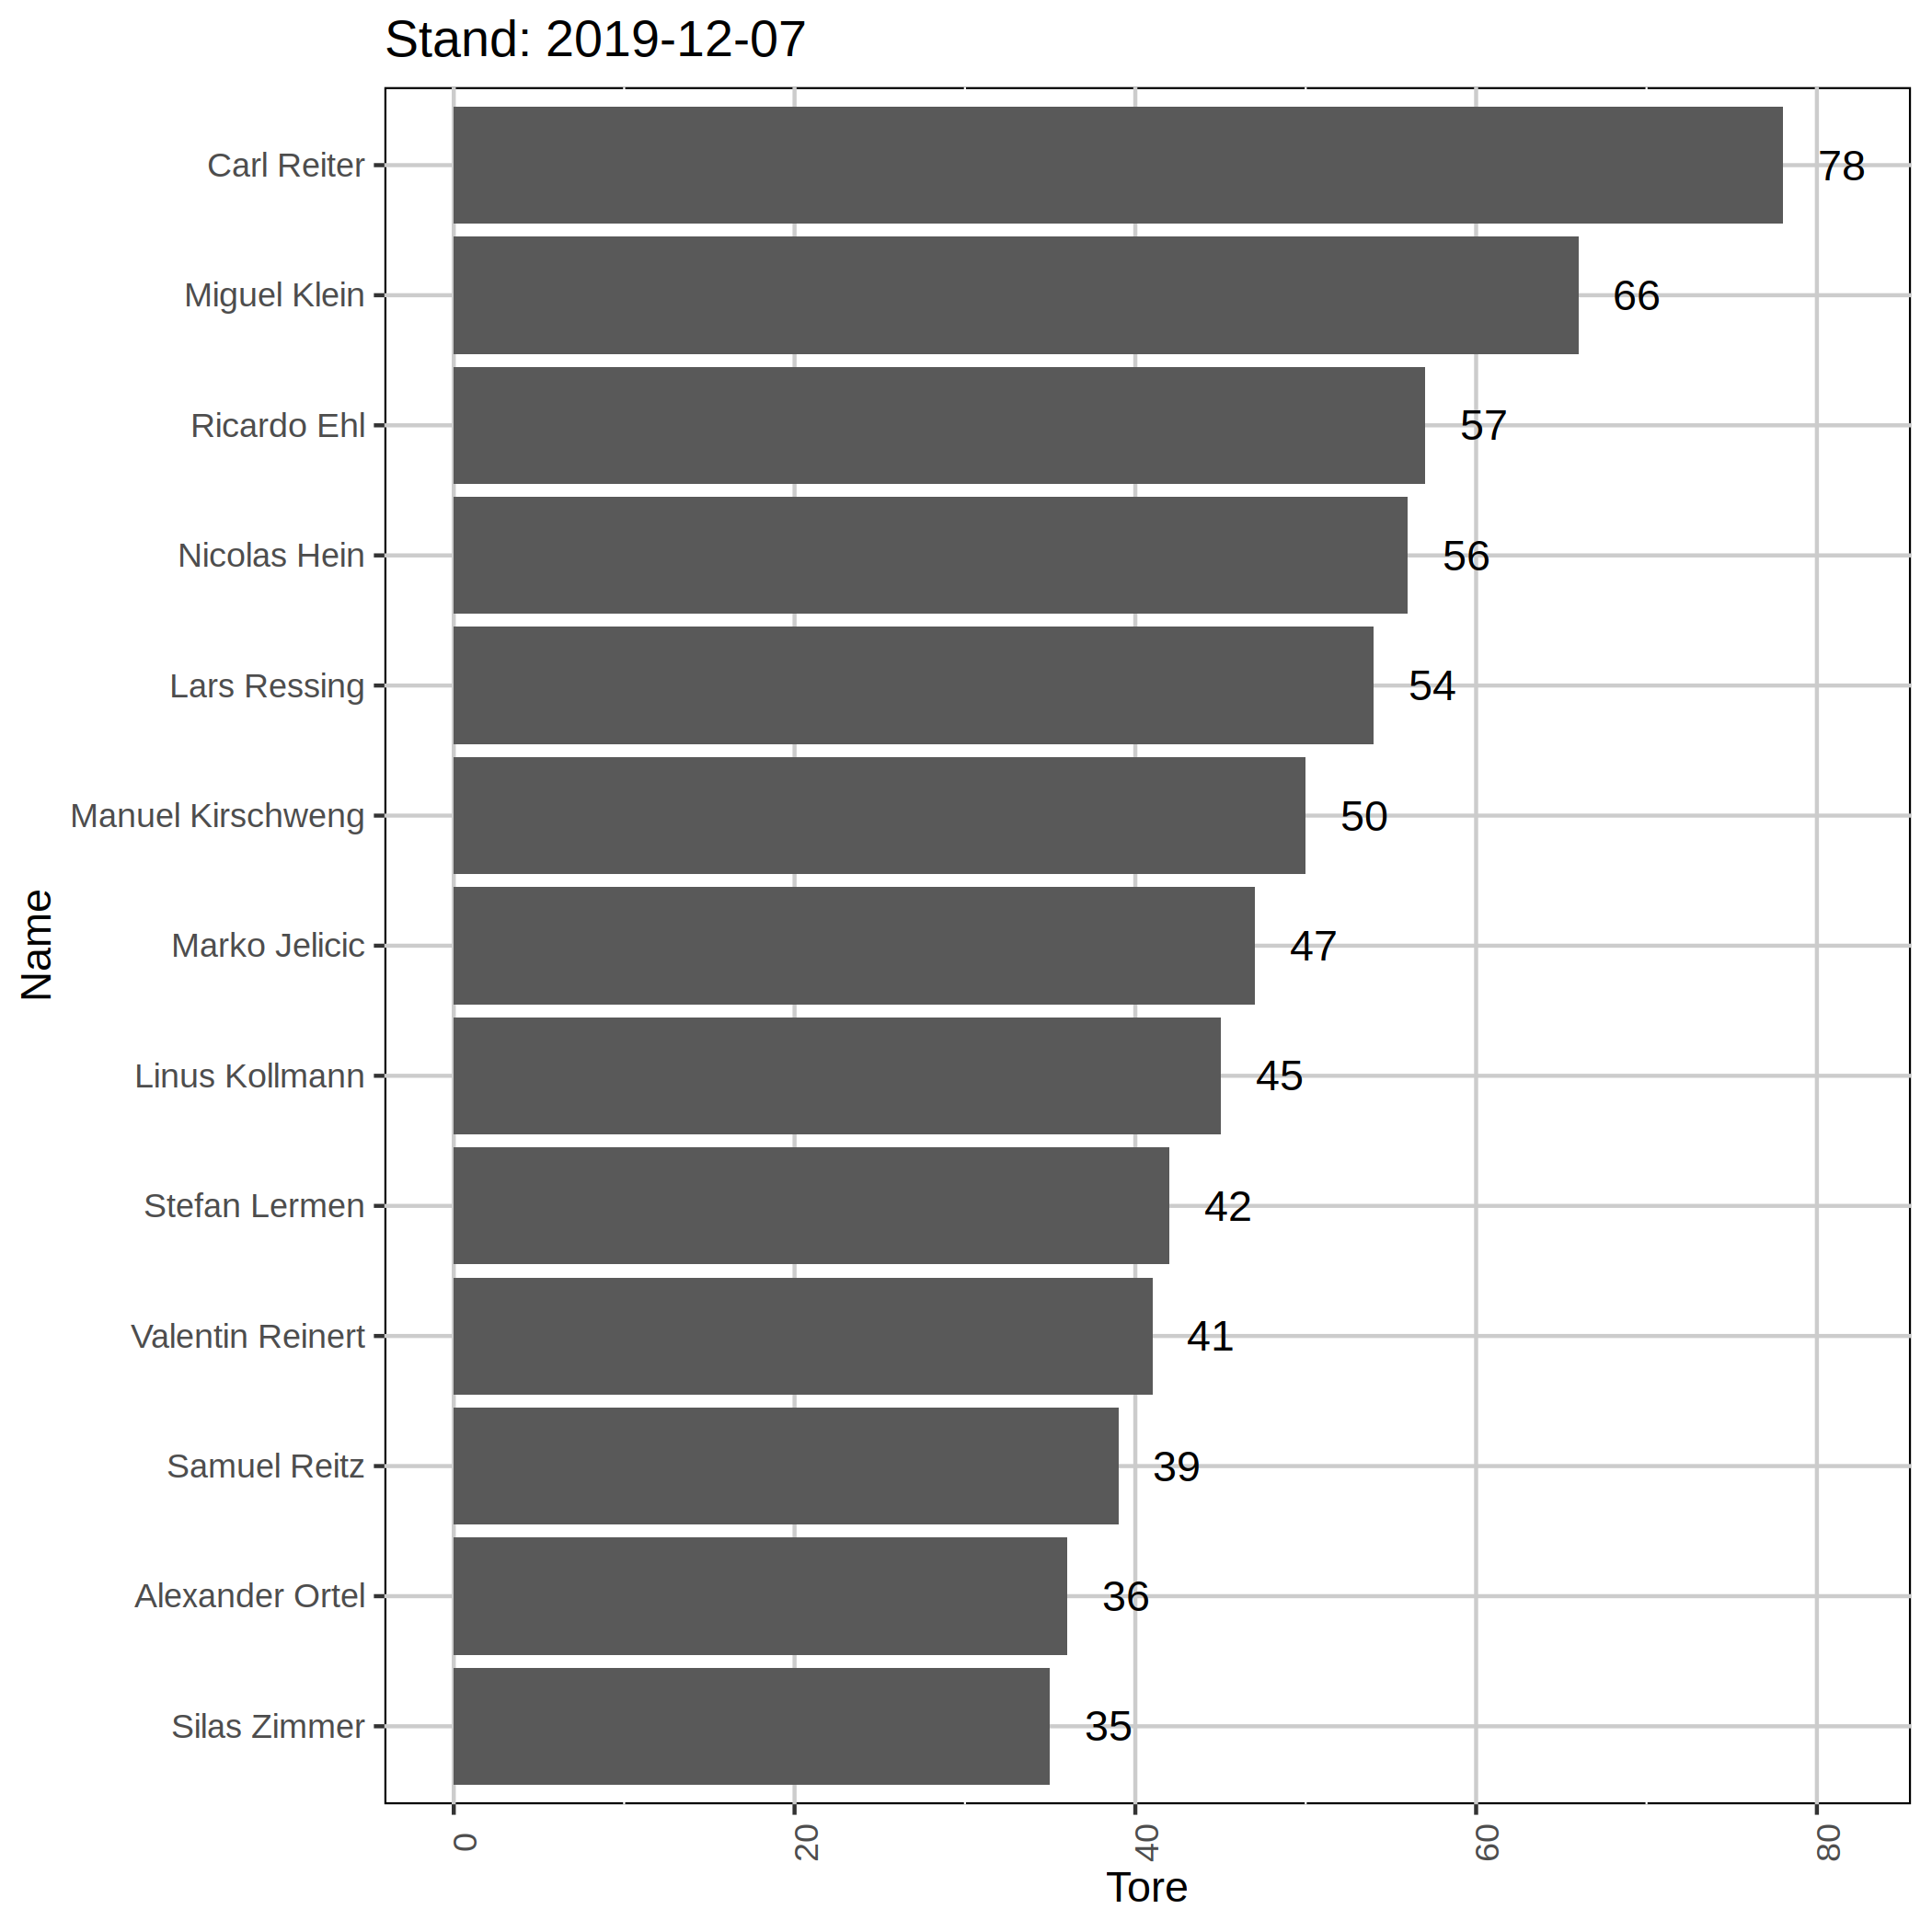 Stand: 2019-12-07
Carl Reiter 78
Miguel Klein 66
Ricardo Ehl 57
Nicolas Hein 56
Lars Ressing 54
Manuel Kirschweng 50
Marko Jelicic 47
Linus Kollmann 45
Stefan Lermen 42
Valentin Reinert 41
Samuel Reitz 39
Alexander Ortel 36
Silas Zimmer 35
Name
0 20 40 60 80
Tore